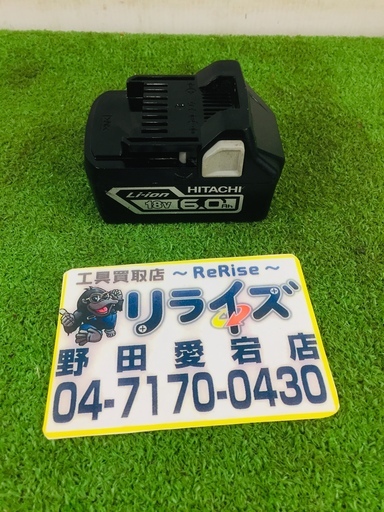 Li-ion HITACHI
18V 6.0Ah
工具買取店 ～ReRise～
リライズ
野田愛宕店
04-7170-0430